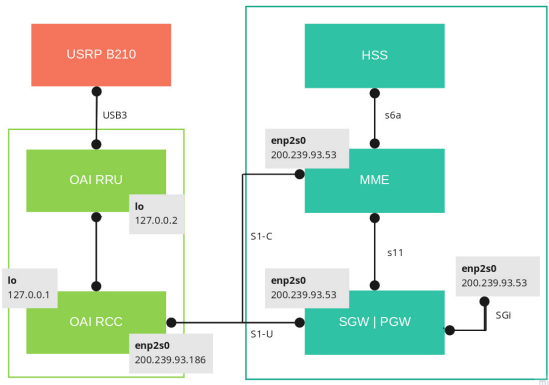 USRP B210
HSS
USB3
s6a
enp2s0
200.239.93.53
OAI RRU
MME
lo
127.0.0.2
S1-C
s11
lo
127.0.0.1
enp2s0
200.239.93.53
enp2s0
200.239.93.53
OAI RCC
SGW | PGW
SGi
S1-U
enp2s0
200.239.93.186